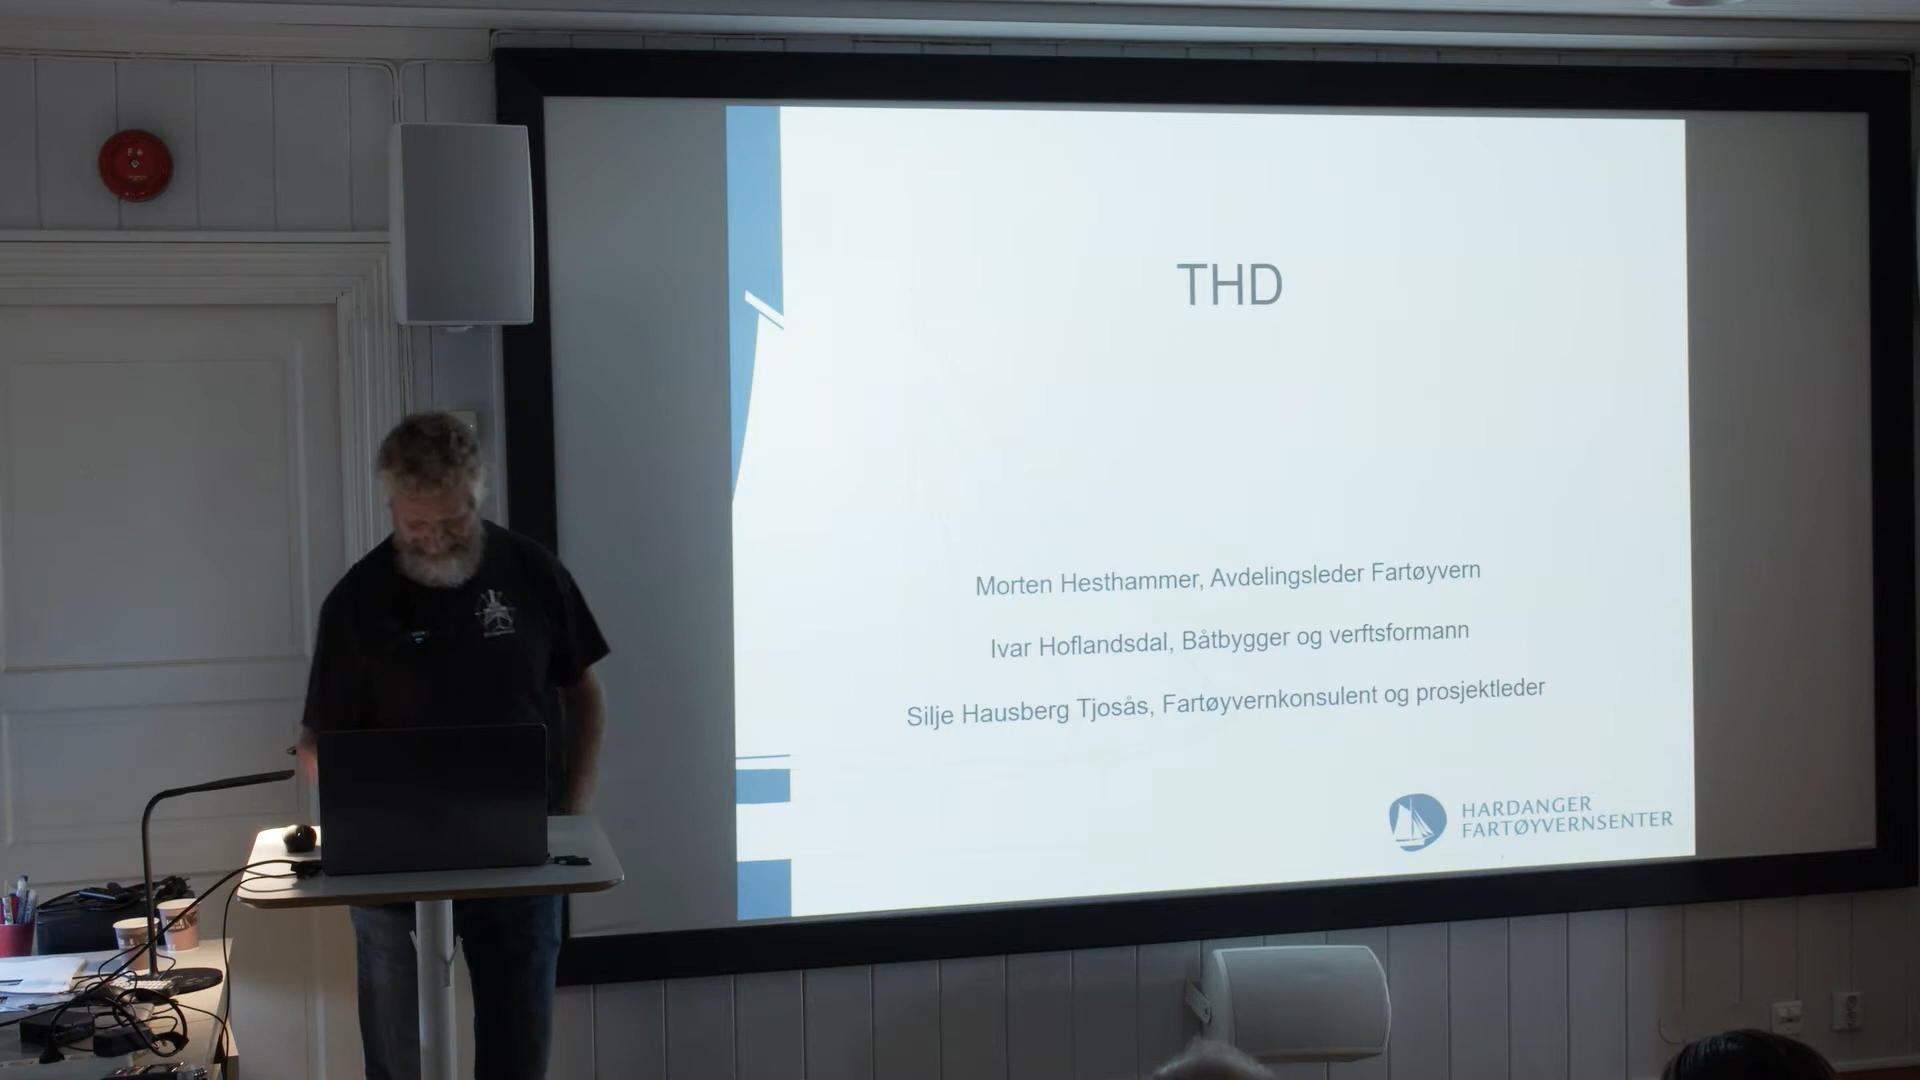 THD
Morten Hesthammer, Avdelingsleder Fartøyvern
Ivar Hoflandsdal, Båtbygger og verftsformann
Silje Hausberg Tjosås, Fartøyvernkonsulent og prosjektleder
HARDANGER
FARTØYVERNSENTER